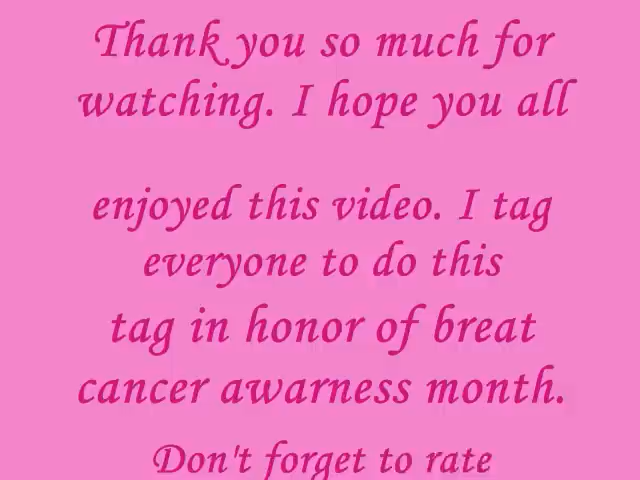 Thank you so much for
watching. I hope you all
enjoyed this video. I tag
everyone to do this
tag in honor of breat
cancer awarness month.
Don't forget to rate